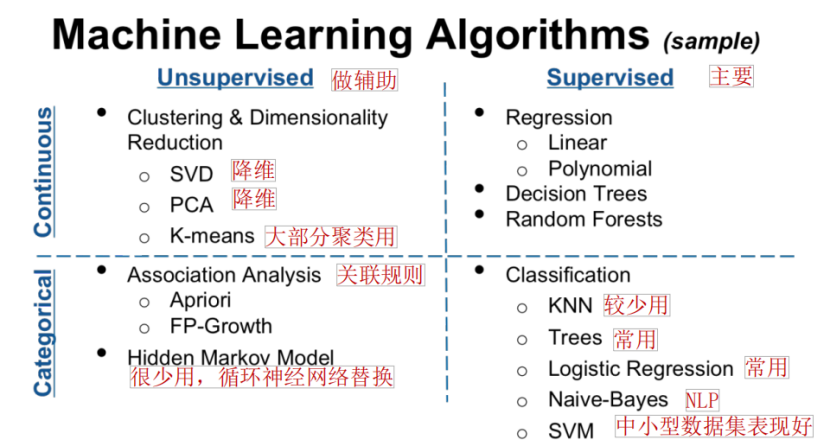 Machine Learning Algorithms (sample)
Unsupervised 做辅助
Supervised 主要
Continuous
• Clustering & Dimensionality
Reduction
○ SVD 降维
○ PCA 降维
○ K-means 大部分聚类用
• Regression
○ Linear
○ Polynomial
• Decision Trees
• Random Forests
Categorical
• Association Analysis 关联规则
○ Apriori
○ FP-Growth
• Hidden Markov Model
很少用，循环神经网络替换
• Classification
○ KNN 较少用
○ Trees 常用
○ Logistic Regression 常用
○ Naive-Bayes NLP
○ SVM 中小型数据集表现好